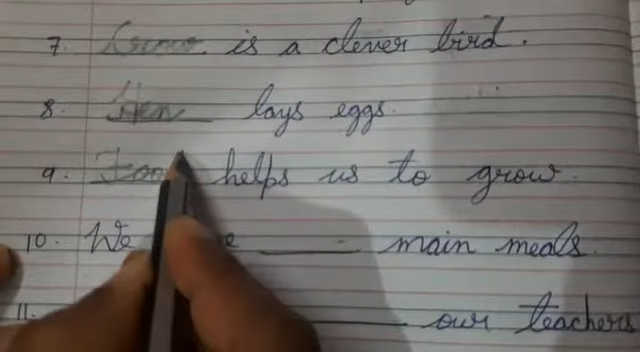 7. Crow is a clever bird.
8. Hen lays eggs.
9. Foo helps us to grow.
10. We main meals.
11. our teachers